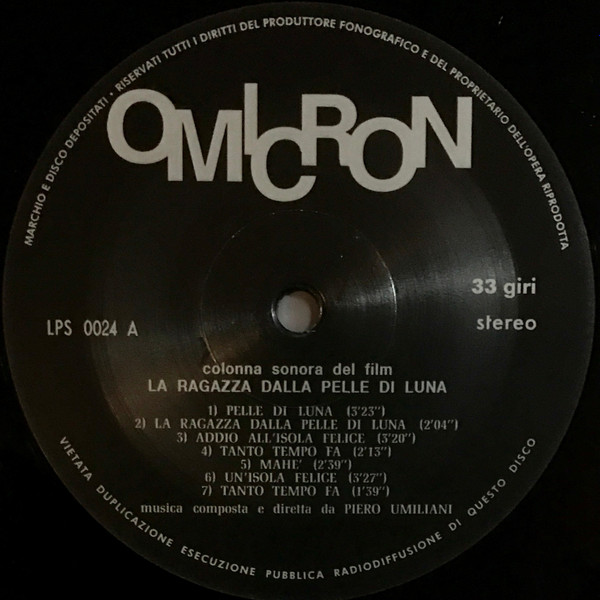 MARCHIO E DISCO DEPOSITATI • RISERVATI TUTTI I DIRITTI DEL PRODUTTORE FONOGRAFICO E DEL PROPRIETARIO DELL'OPERA RIPRODOTTA
OMICRON
33 giri
LPS 0024 A
stereo
colonna sonora del film
LA RAGAZZA DALLA PELLE DI LUNA
1) PELLE DI LUNA (3'23")
2) LA RAGAZZA DALLA PELLE DI LUNA (2'04")
3) ADDIO ALL'ISOLA FELICE (3'20")
4) TANTO TEMPO FA (2'13")
5) MAHE' (2'39")
6) UN'ISOLA FELICE (3'27")
7) TANTO TEMPO FA (1'39")
musica composta e diretta da PIERO UMILIANI
VIETATA DUPLICAZIONE ESECUZIONE PUBBLICA RADIODIFFUSIONE DI QUESTO DISCO